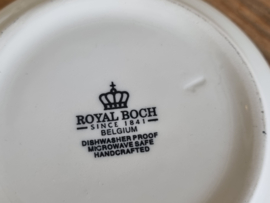 ROYAL BOCH
SINCE 1841
BELGIUM
DISHWASHER PROOF
MICROWAVE SAFE
HANDCRAFTED